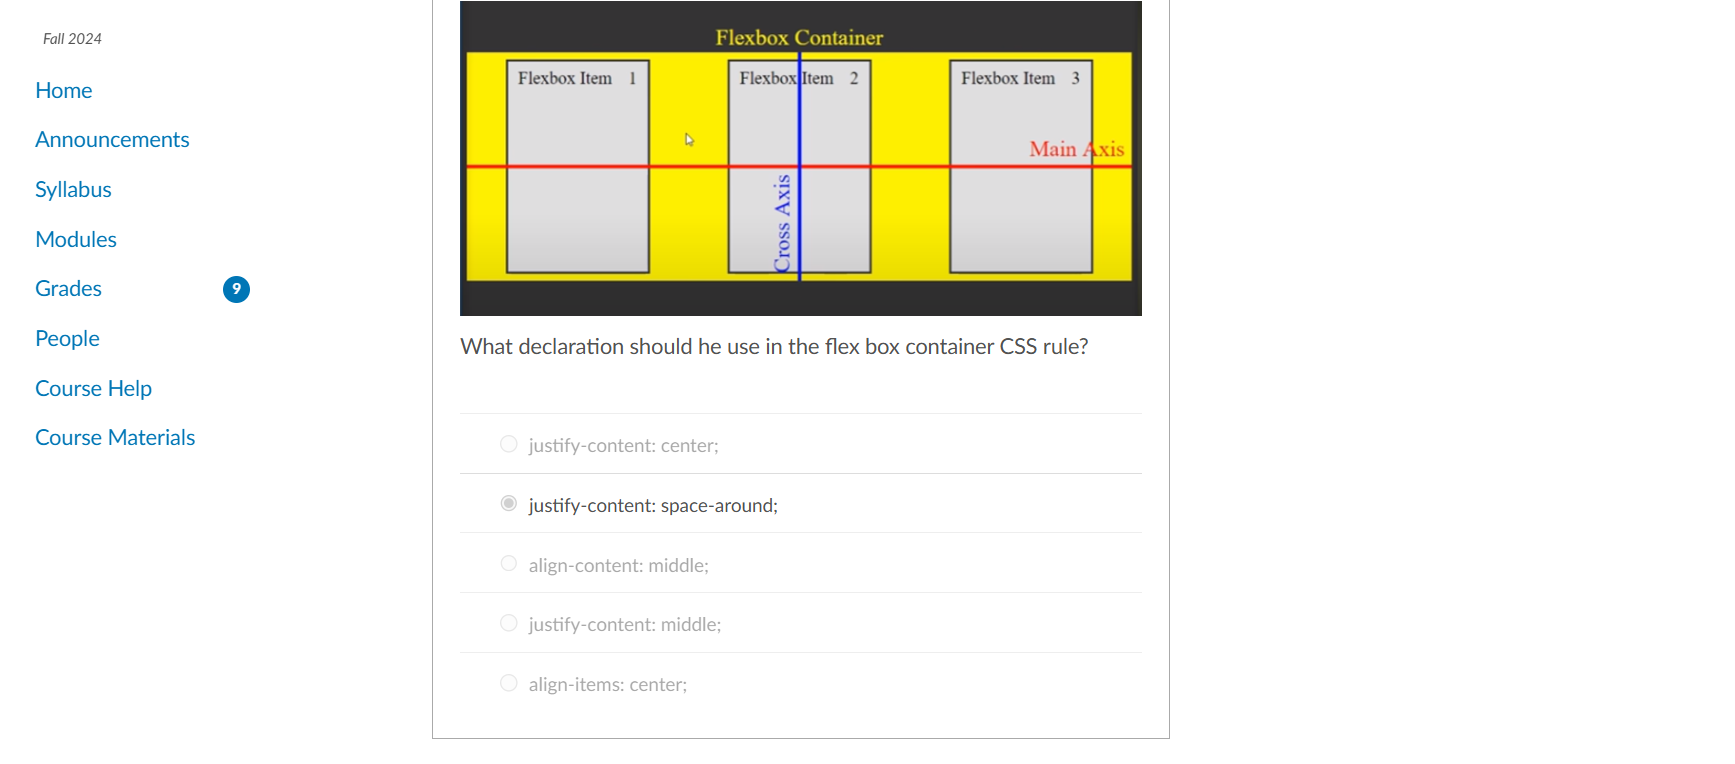 Fall 2024
Home
Announcements
Syllabus
Modules
Grades 9
People
Course Help
Course Materials
Flexbox Container
Flexbox Item 1
Flexbox Item 2
Flexbox Item 3
Main Axis
Cross Axis
What declaration should he use in the flex box container CSS rule?
justify-content: center;
justify-content: space-around;
align-content: middle;
justify-content: middle;
align-items: center;